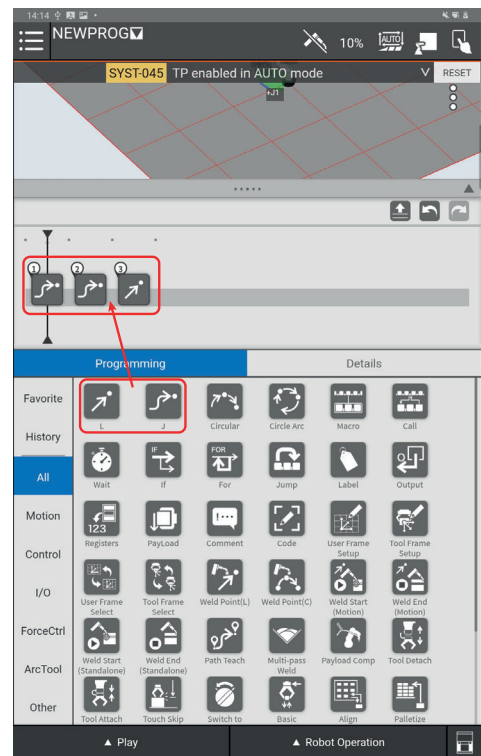 14:14
NEWPROG
10%
AUTO
SYST-045 TP enabled in AUTO mode
RESET
+J1
1 2 3
Programming
Details
Favorite
History
All
Motion
Control
I/O
ForceCtrl
ArcTool
Other
L
J
Circular
Circle Arc
Macro
Call
IF
FOR
Wait
If
For
Jump
Label
Output
123
Registers
PayLoad
Comment
Code
User Frame
Setup
Tool Frame
Setup
User Frame
Select
Tool Frame
Select
Weld Point(L)
Weld Point(C)
Weld Start
(Motion)
Weld End
(Motion)
Weld Start
(Standalone)
Weld End
(Standalone)
Path Teach
Multi-pass
Weld
Payload Comp
Tool Detach
Tool Attach
Touch Skip
Switch to
Basic
Align
Palletize
Play
Robot Operation